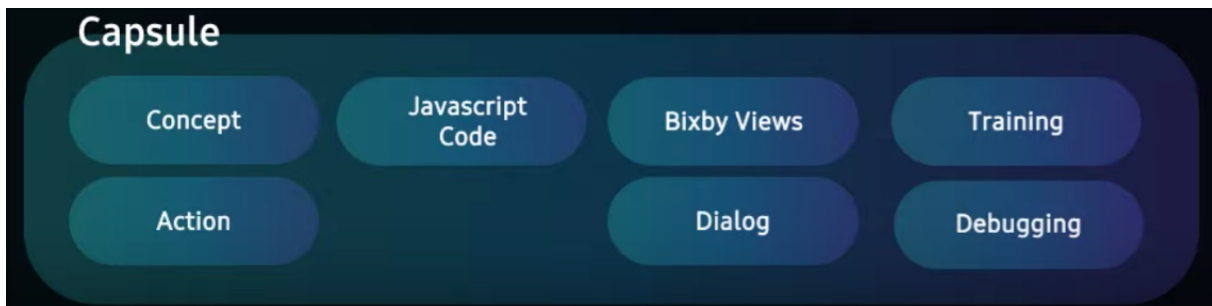 Capsule
Concept
Javascript
Code
Bixby Views
Training
Action
Dialog
Debugging